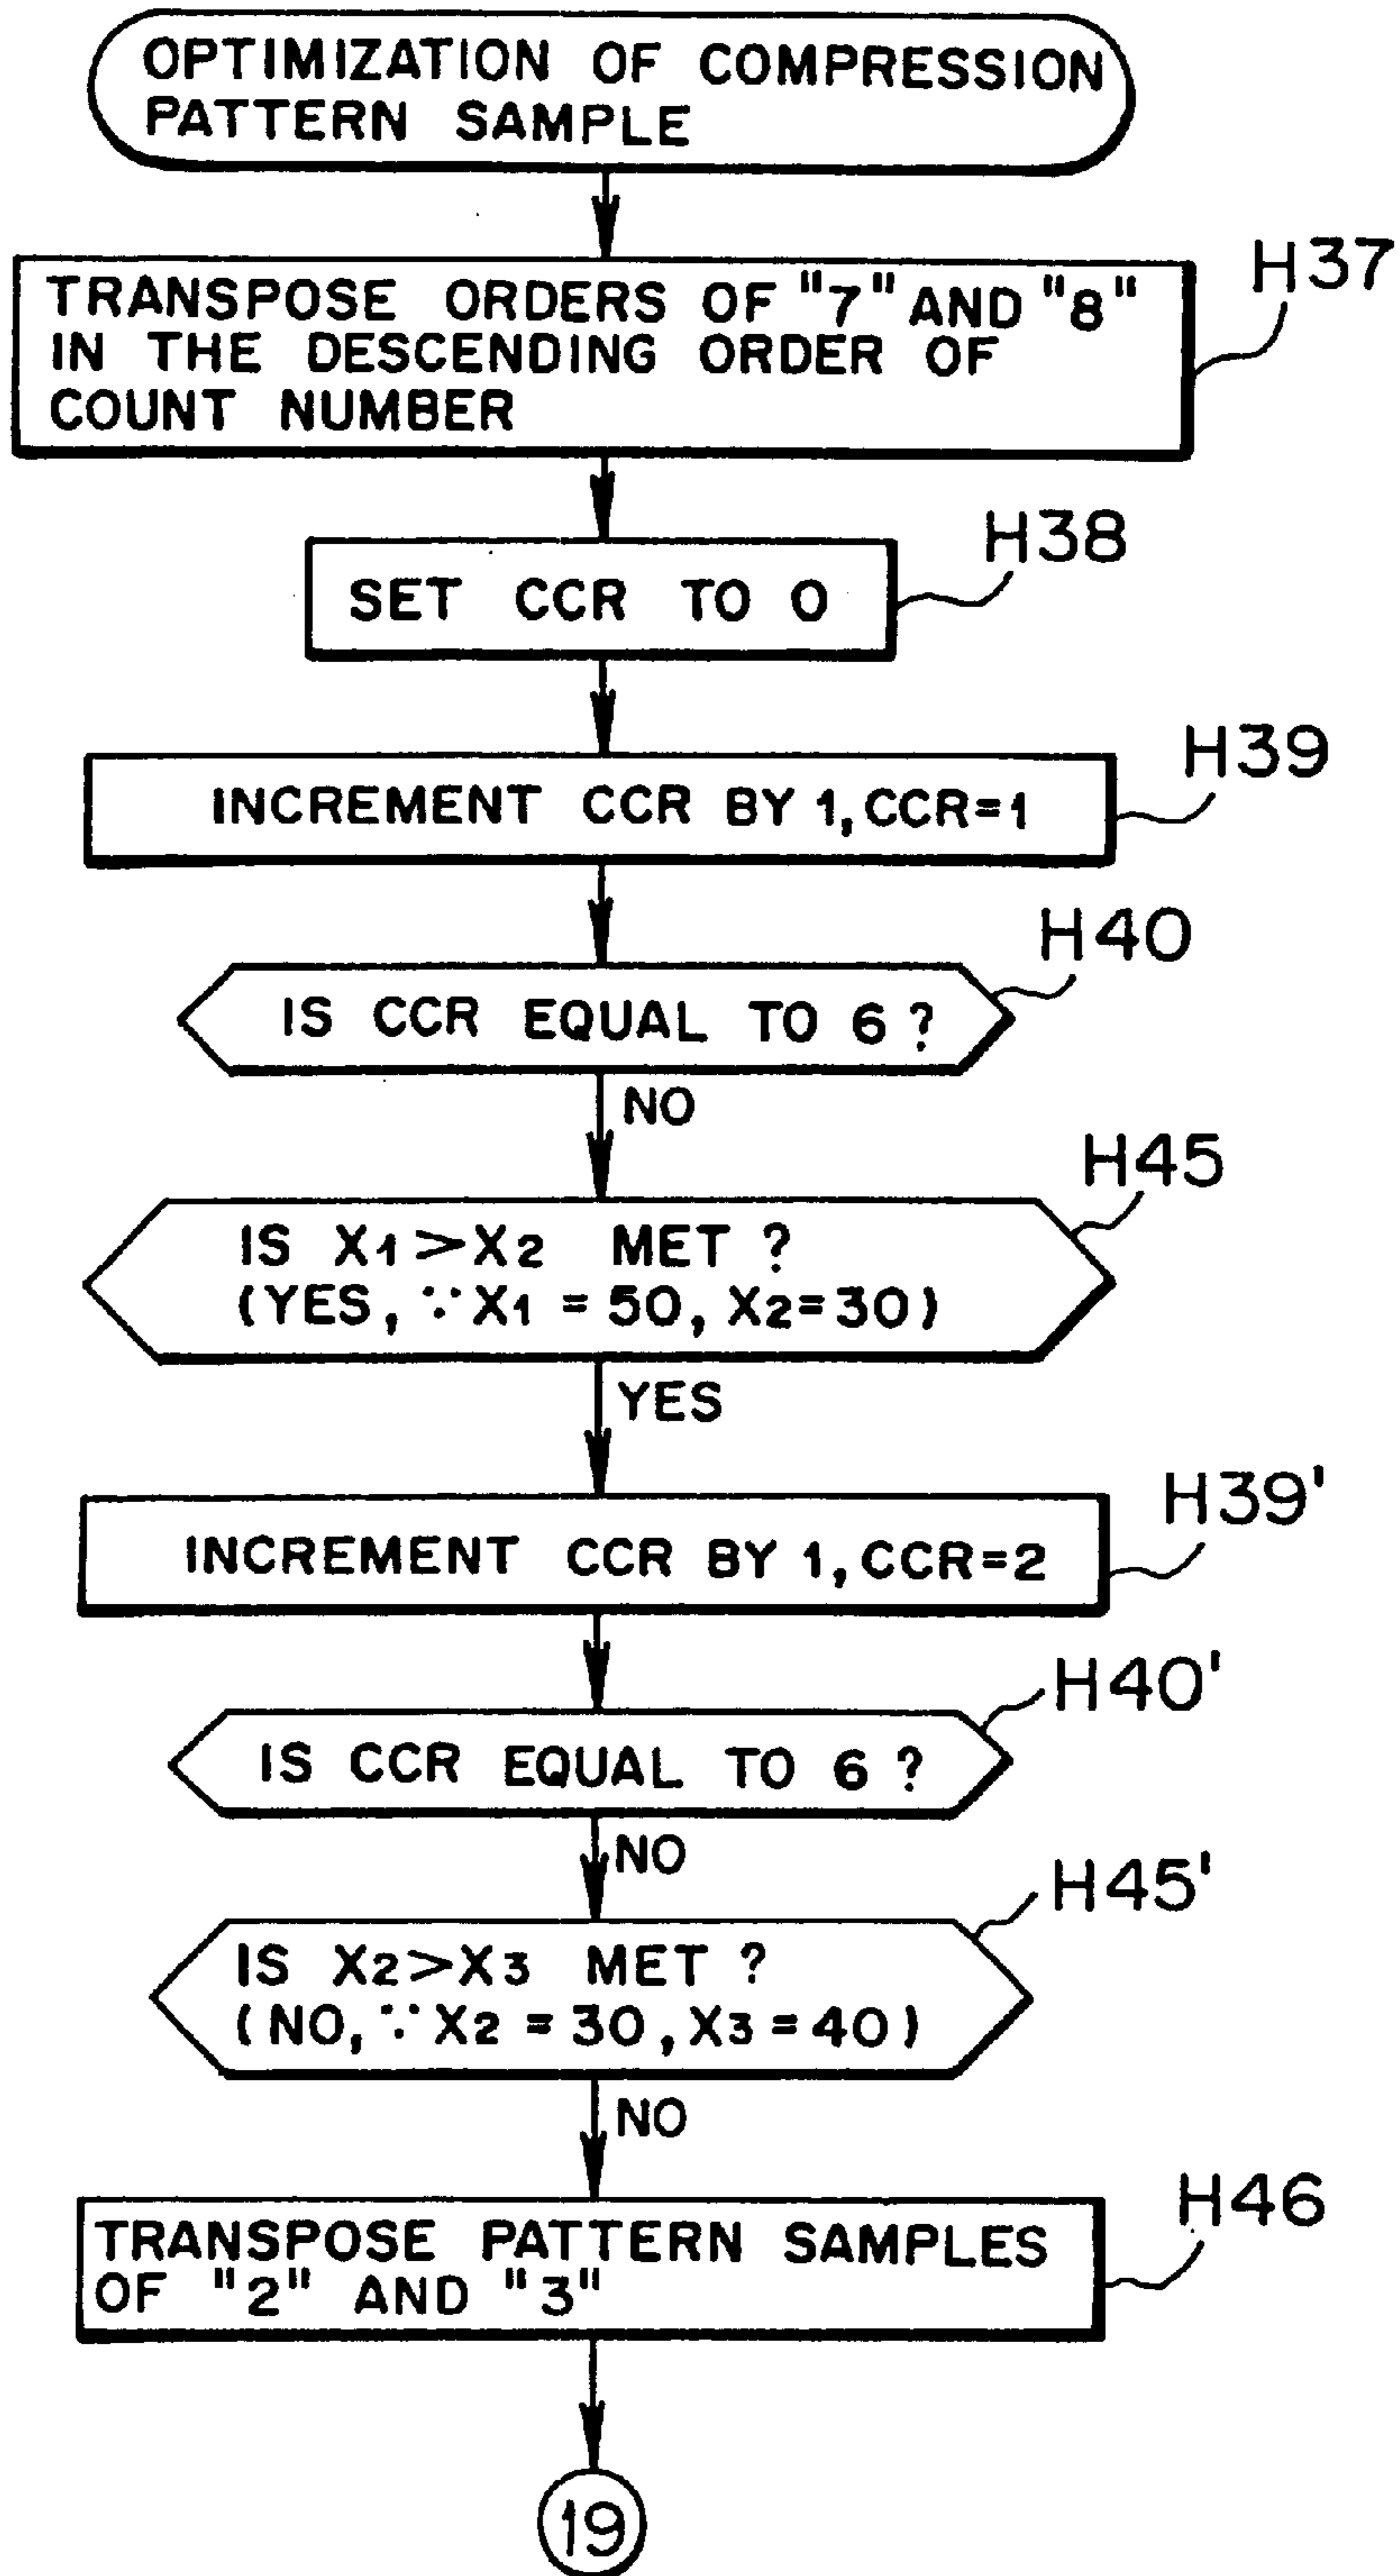 OPTIMIZATION OF COMPRESSION
PATTERN SAMPLE
TRANSPOSE ORDERS OF "7" AND "8"
IN THE DESCENDING ORDER OF
COUNT NUMBER
H37
SET CCR TO 0
H38
INCREMENT CCR BY 1, CCR=1
H39
IS CCR EQUAL TO 6 ?
H40
NO
IS X1>X2 MET ?
(YES, ∵X1 = 50, X2=30)
H45
YES
INCREMENT CCR BY 1, CCR=2
H39'
IS CCR EQUAL TO 6 ?
H40'
NO
IS X2>X3 MET ?
(NO, ∵X2 = 30, X3 = 40)
H45'
NO
TRANSPOSE PATTERN SAMPLES
OF "2" AND "3"
H46
19